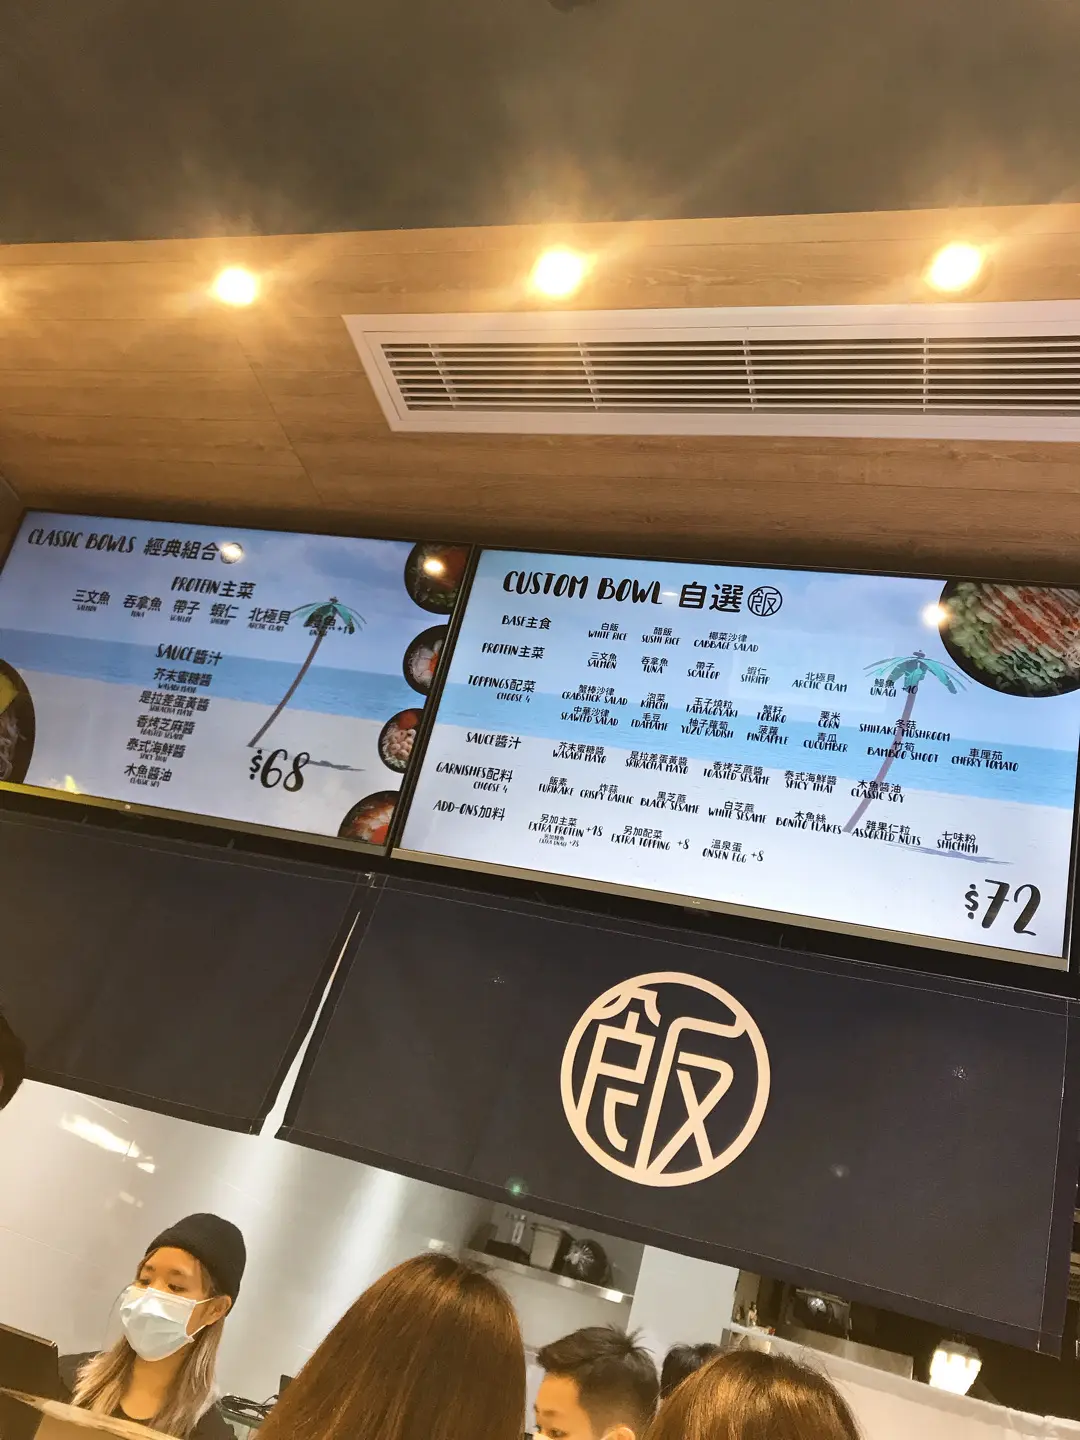 CLASSIC BOWLS 經典組合飯
PROTEIN主菜
三文魚 吞拿魚 帶子 蝦仁 北極貝 鰻魚
SALMON TUNA SCALLOP SHRIMP ARCTIC CLAM
SAUCE醬汁
芥末蜜糖醬
WASABI MAYO
是拉差蛋黃醬
SRIRACHA MAYO
香烤芝麻醬
TOASTED SESAME
泰式海鮮醬
SPICY THAI
木魚醬油
CLASSIC SOY
$68
CUSTOM BOWL 自選飯
BASE主食
白飯 醋飯 椰菜沙律
WHITE RICE SUSHI RICE CABBAGE SALAD
PROTEIN主菜
三文魚 吞拿魚 帶子 蝦仁 北極貝 鰻魚
SALMON TUNA SCALLOP SHRIMP ARCTIC CLAM UNAGI +10
TOPPINGS配菜
CHOOSE 4
蟹棒沙律 泡菜 玉子燒粒 蟹籽 粟米 冬菇
CRABSTICK SALAD KIMCHI TAMAGOYAKI TOBIKO CORN SHIITAKE MUSHROOM
中華沙律 毛豆 柚子蘿蔔 菠蘿 青瓜 竹筍 車厘茄
SEAWEED SALAD EDAMAME YUZU RADISH PINEAPPLE CUCUMBER BAMBOO SHOOT CHERRY TOMATO
SAUCE醬汁
芥末蜜糖醬 是拉差蛋黃醬 香烤芝麻醬 泰式海鮮醬 木魚醬油
WASABI MAYO SRIRACHA MAYO TOASTED SESAME SPICY THAI CLASSIC SOY
GARNISHES配料
CHOOSE 4
飯素 炸蒜 黑芝麻 白芝麻 木魚絲 雜果仁粒 七味粉
FURIKAKE CRISPY GARLIC BLACK SESAME WHITE SESAME BONITO FLAKES ASSORTED NUTS SHICHIMI
ADD-ONS加料
另加主菜 另加配菜 溫泉蛋
EXTRA PROTEIN +18 EXTRA TOPPING +8 ONSEN EGG +8
另加鰻魚
EXTRA UNAGI +25
$72
飯